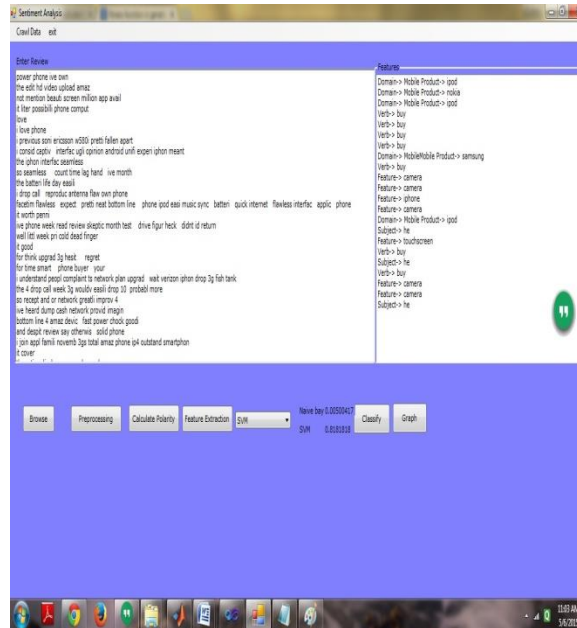 Sentiment Analysis
Crawl Data exit
Enter Review
power phone ive own
the edit hd video upload amaz
not mention beauti screen million app avail
it liter possibili phone comput
love
i love phone
i previous soni ericsson w580i pretti fallen apart
i consid captiv interfac ugli opinion android unifi experi iphon meant
the iphon interfac seamless
so seamless count time lag hand ive month
the batteri life day easili
i drop call reproduc antenna flaw own phone
facetim flawless expect pretti neat bottom line phone ipod easi music sync batteri quick internet flawless interfac applic phone
it worth penni
ive phone week read review skeptic month test drive figur heck didnt id return
well littl week pri cold dead finger
it good
for think upgrad 3g hesit regret
for time smart phone buyer your
i understand peopl complaint to network plan upgrad wait verizon iphon drop 3g fish tank
the 4 drop call week 3g wouldv easili drop 10 probabl more
so recept and or network greatli improv 4
ive heard dump cash network provid imagin
bottom line 4 amaz devic fast power chock goodi
and despit review say otherwis solid phone
i join appl famili novemb 3gs total amaz phone ip4 outstand smartphon
it cover
Features
Domain-> Mobile Product-> ipod
Domain-> Mobile Product-> nokia
Domain-> Mobile Product-> ipod
Verb-> buy
Verb-> buy
Verb-> buy
Verb-> buy
Domain-> MobileMobile Product-> samsung
Verb-> buy
Feature-> camera
Feature-> camera
Feature-> iphone
Feature-> camera
Domain-> Mobile Product-> ipod
Subject-> he
Feature-> touchscreen
Verb-> buy
Subject-> he
Verb-> buy
Feature-> camera
Feature-> camera
Subject-> he
Browse Preprocessing Calculate Polarity Feature Extraction SVM Naive bay 0.00500417 Classify Graph
SVM 0.8181818
11:03 AM
5/6/201